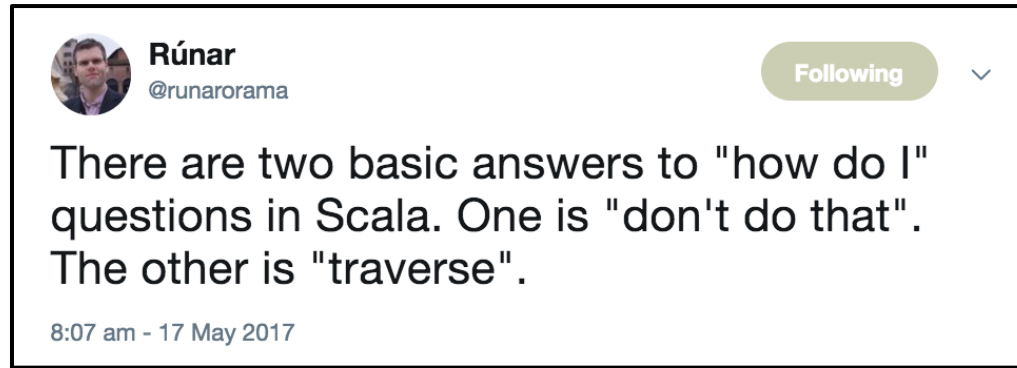 Rúnar
Following
@runarorama
There are two basic answers to "how do I"
questions in Scala. One is "don't do that".
The other is "traverse".
8:07 am - 17 May 2017